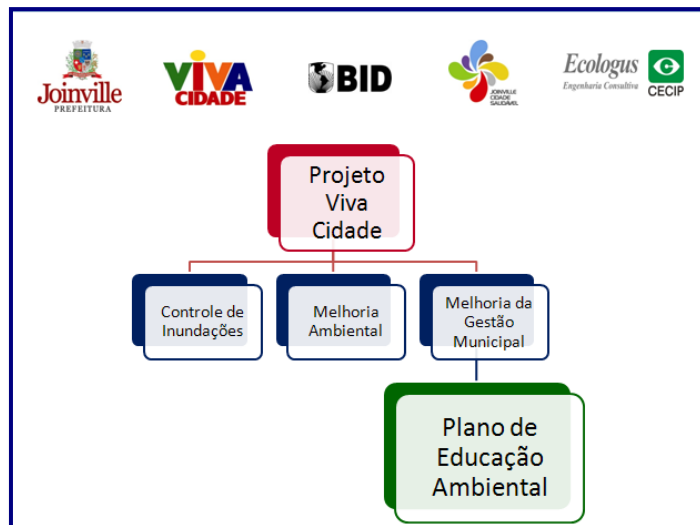 Joinville
PREFEITURA
VIVA
CIDADE
BID
JOINVILLE
CIDADE
SAUDÁVEL
Ecologus
Engenharia Consultiva
CECIP
Projeto
Viva
Cidade
Controle de
Inundações
Melhoria
Ambiental
Melhoria da
Gestão
Municipal
Plano de
Educação
Ambiental